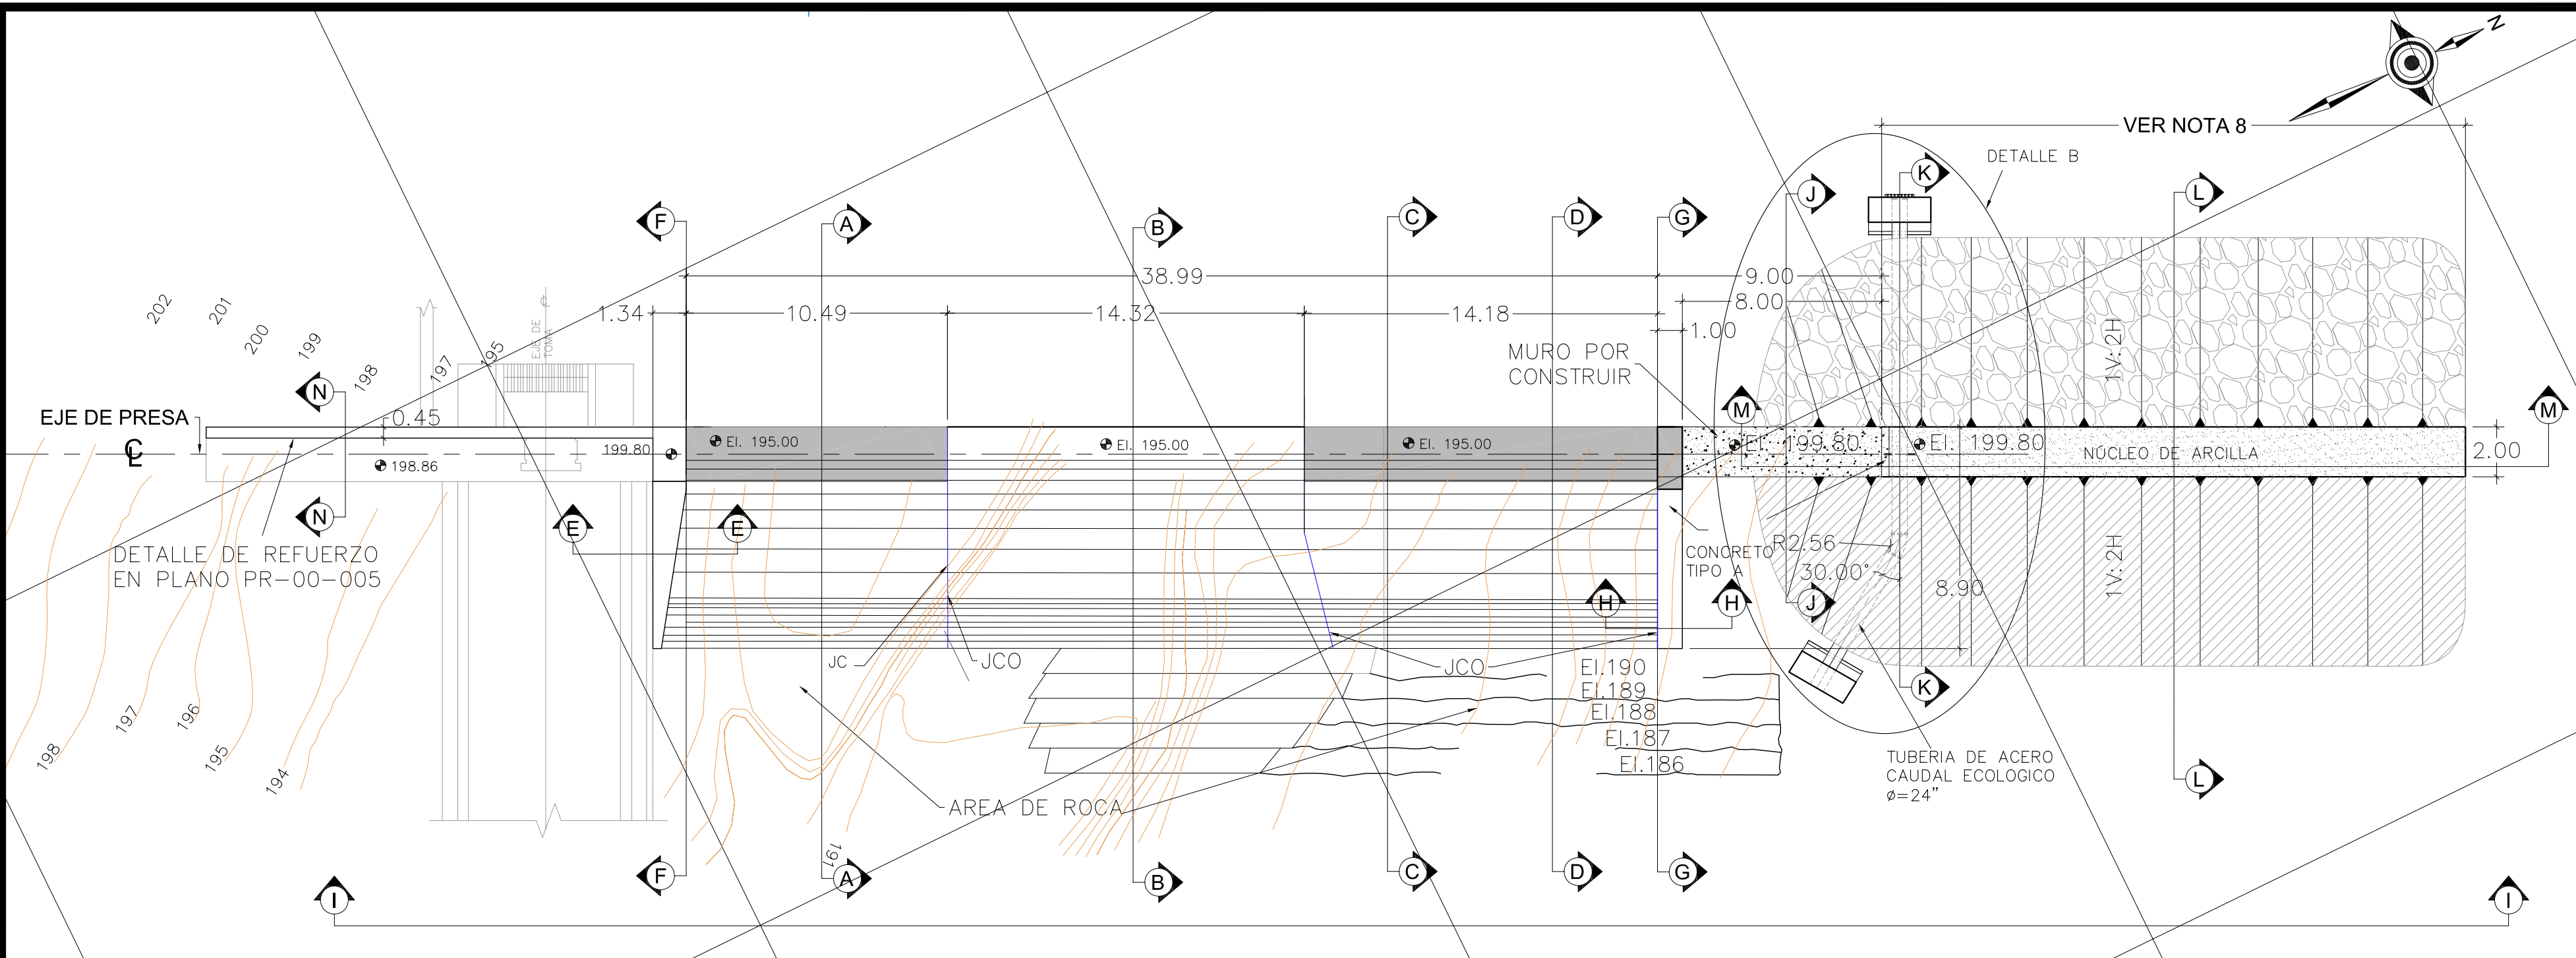 N
VER NOTA 8
DETALLE B
K
J
L
F
A
B
C
D
G
38.99
9.00
8.00
1.34
10.49
14.32
14.18
1.00
202
201
200
199
198
197
195
EJE DE
TOMA
MURO POR
CONSTRUIR
1V:2H
N
M
M
EJE DE PRESA
0.45
El. 195.00
El. 195.00
El. 195.00
El. 199.80
El. 199.80
199.80
198.86
NÚCLEO DE ARCILLA
2.00
N
E
E
DETALLE DE REFUERZO
EN PLANO PR-00-005
CONCRETO
TIPO A
R2.56
30.00°
8.90
1V:2H
H
H
J
JC
JCO
JCO
El.190
El.189
El.188
El.187
El.186
K
198
197
196
195
194
AREA DE ROCA
TUBERIA DE ACERO
CAUDAL ECOLOGICO
ø=24"
L
191
F
A
B
C
D
G
I
I